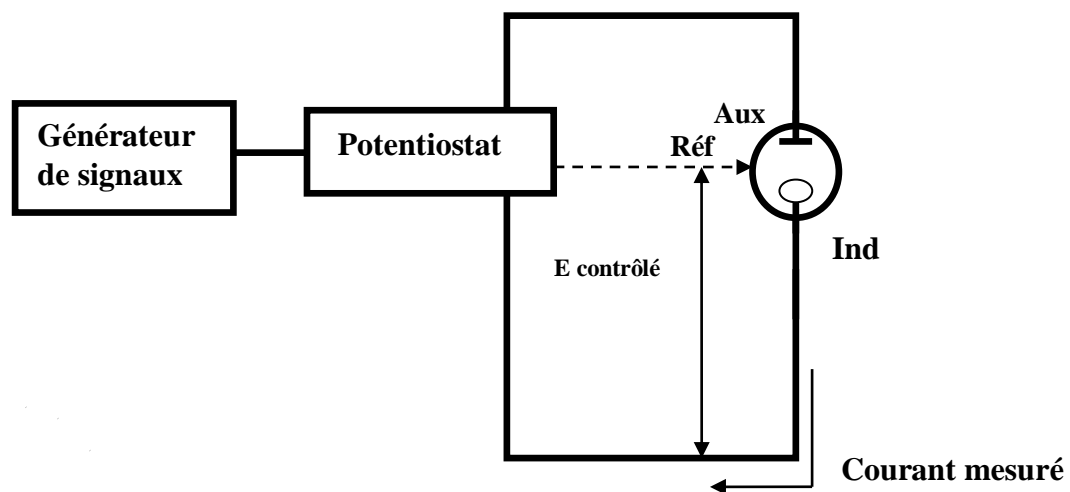 Générateur
de signaux
Potentiostat
Aux
Réf
Ind
E contrôlé
Courant mesuré